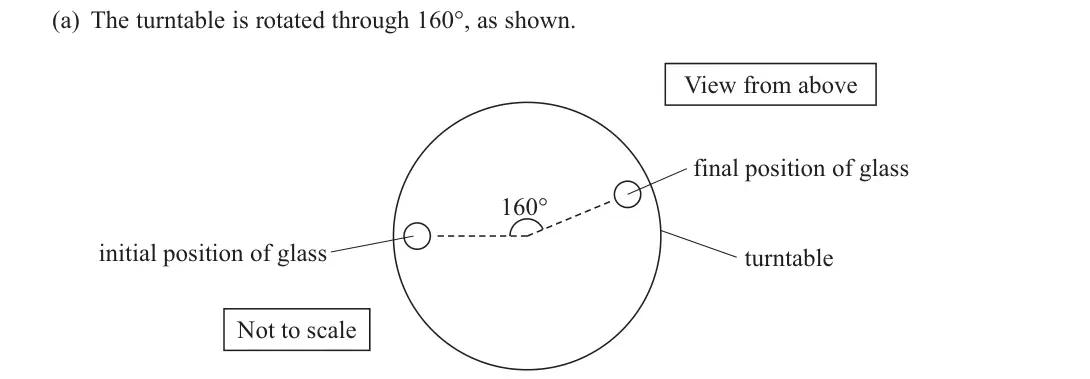 (a) The turntable is rotated through 160°, as shown.
View from above
final position of glass
160°
initial position of glass
turntable
Not to scale